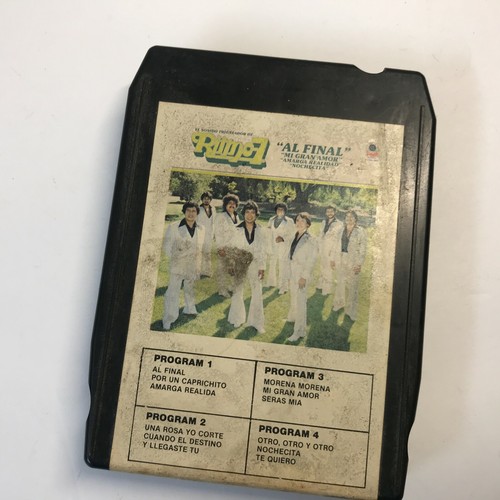 RITMO 7
"AL FINAL"
"MI GRAN AMOR"
"AMARGA REALIDAD"
"NOCHECITA"
PROGRAM 1
AL FINAL
POR UN CAPRICHITO
AMARGA REALIDA
PROGRAM 2
UNA ROSA YO CORTE
CUANDO EL DESTINO
Y LLEGASTE TU
PROGRAM 3
MORENA MORENA
MI GRAN AMOR
SERAS MIA
PROGRAM 4
OTRO, OTRO Y OTRO
NOCHECITA
TE QUIERO